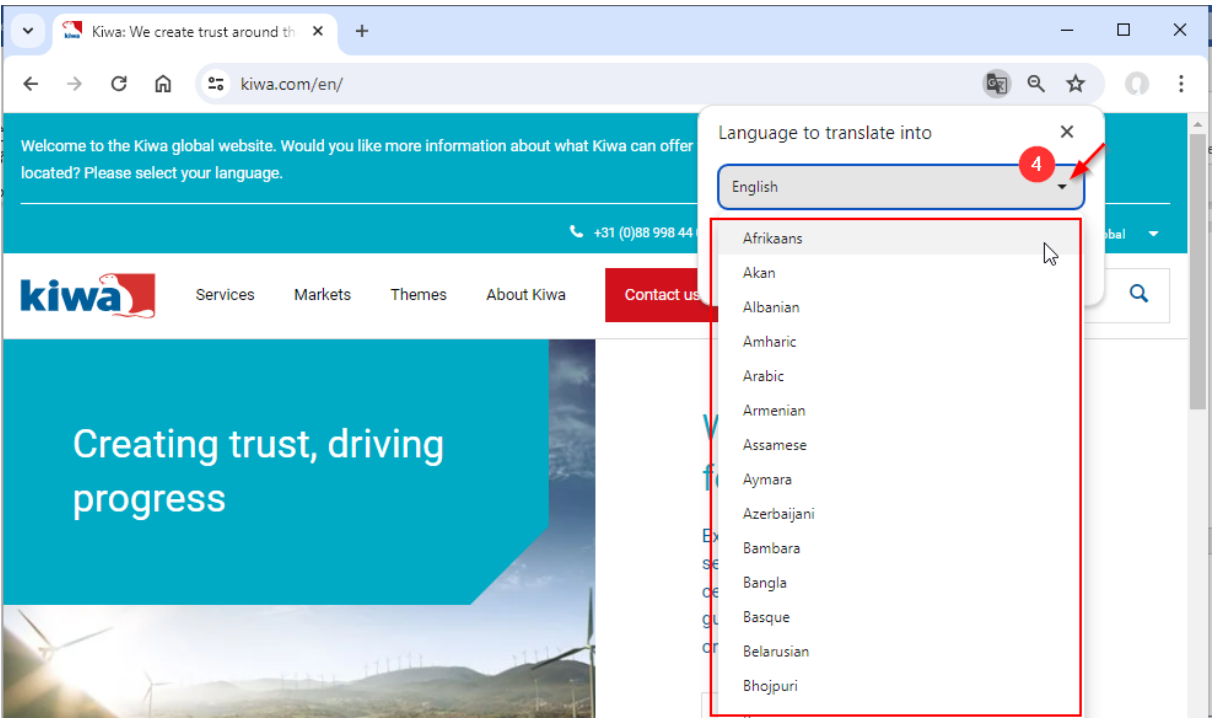 Kiwa: We create trust around th
kiwa.com/en/
Language to translate into
Welcome to the Kiwa global website. Would you like more information about what Kiwa can offer
located? Please select your language.
4
English
+31 (0)88 998 44
Afrikaans
Akan
Albanian
Amharic
Arabic
Armenian
Assamese
Aymara
Azerbaijani
Bambara
Bangla
Basque
Belarusian
Bhojpuri
kiwa
Services
Markets
Themes
About Kiwa
Contact us
Creating trust, driving
progress